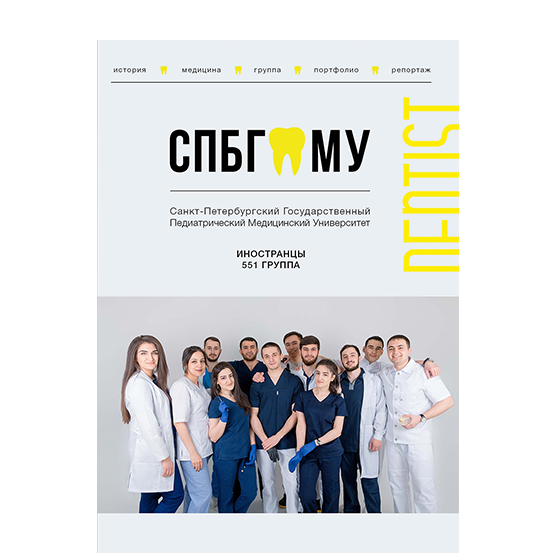 история медицина группа портфолио репортаж
СПБГ МУ
DENTIST
Санкт-Петербургский Государственный
Педиатрический Медицинский Университет
ИНОСТРАНЦЫ
551 ГРУППА